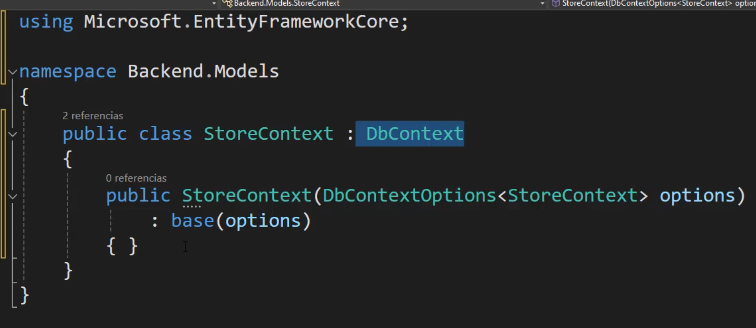 Backend.Models.StoreContext
StoreContext(DbContextOptions<StoreContext> option
using Microsoft.EntityFrameworkCore;
namespace Backend.Models
{
2 referencias
public class StoreContext : DbContext
{
0 referencias
public StoreContext(DbContextOptions<StoreContext> options)
: base(options)
{ }
}
}